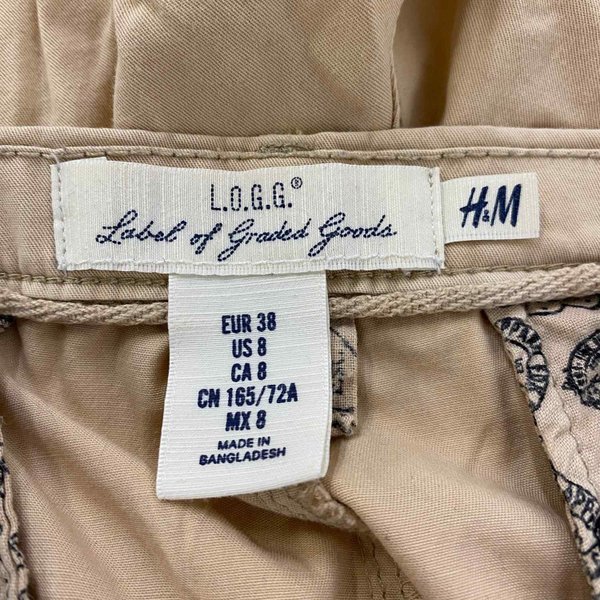 L.O.G.G.®
Label of Graded Goods
H&M
EUR 38
US 8
CA 8
CN 165/72A
MX 8
MADE IN
BANGLADESH